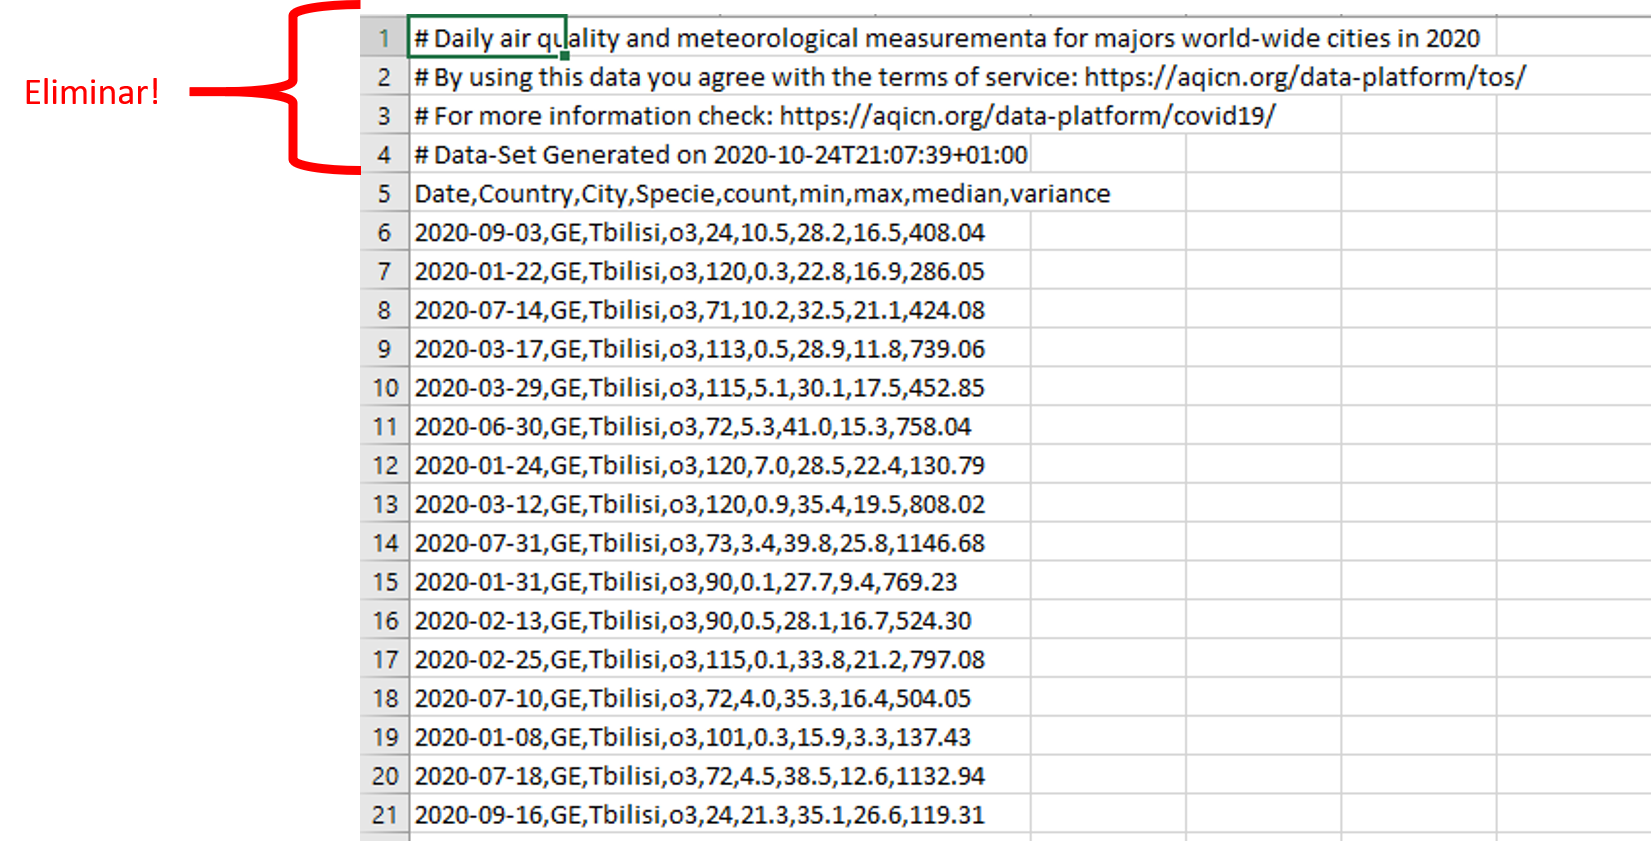 Eliminar!
1 # Daily air quality and meteorological measurementa for majors world-wide cities in 2020
2 # By using this data you agree with the terms of service: https://aqicn.org/data-platform/tos/
3 # For more information check: https://aqicn.org/data-platform/covid19/
4 # Data-Set Generated on 2020-10-24T21:07:39+01:00
5 Date,Country,City,Specie,count,min,max,median,variance
6 2020-09-03,GE,Tbilisi,o3,24,10.5,28.2,16.5,408.04
7 2020-01-22,GE,Tbilisi,o3,120,0.3,22.8,16.9,286.05
8 2020-07-14,GE,Tbilisi,o3,71,10.2,32.5,21.1,424.08
9 2020-03-17,GE,Tbilisi,o3,113,0.5,28.9,11.8,739.06
10 2020-03-29,GE,Tbilisi,o3,115,5.1,30.1,17.5,452.85
11 2020-06-30,GE,Tbilisi,o3,72,5.3,41.0,15.3,758.04
12 2020-01-24,GE,Tbilisi,o3,120,7.0,28.5,22.4,130.79
13 2020-03-12,GE,Tbilisi,o3,120,0.9,35.4,19.5,808.02
14 2020-07-31,GE,Tbilisi,o3,73,3.4,39.8,25.8,1146.68
15 2020-01-31,GE,Tbilisi,o3,90,0.1,27.7,9.4,769.23
16 2020-02-13,GE,Tbilisi,o3,90,0.5,28.1,16.7,524.30
17 2020-02-25,GE,Tbilisi,o3,115,0.1,33.8,21.2,797.08
18 2020-07-10,GE,Tbilisi,o3,72,4.0,35.3,16.4,504.05
19 2020-01-08,GE,Tbilisi,o3,101,0.3,15.9,3.3,137.43
20 2020-07-18,GE,Tbilisi,o3,72,4.5,38.5,12.6,1132.94
21 2020-09-16,GE,Tbilisi,o3,24,21.3,35.1,26.6,119.31